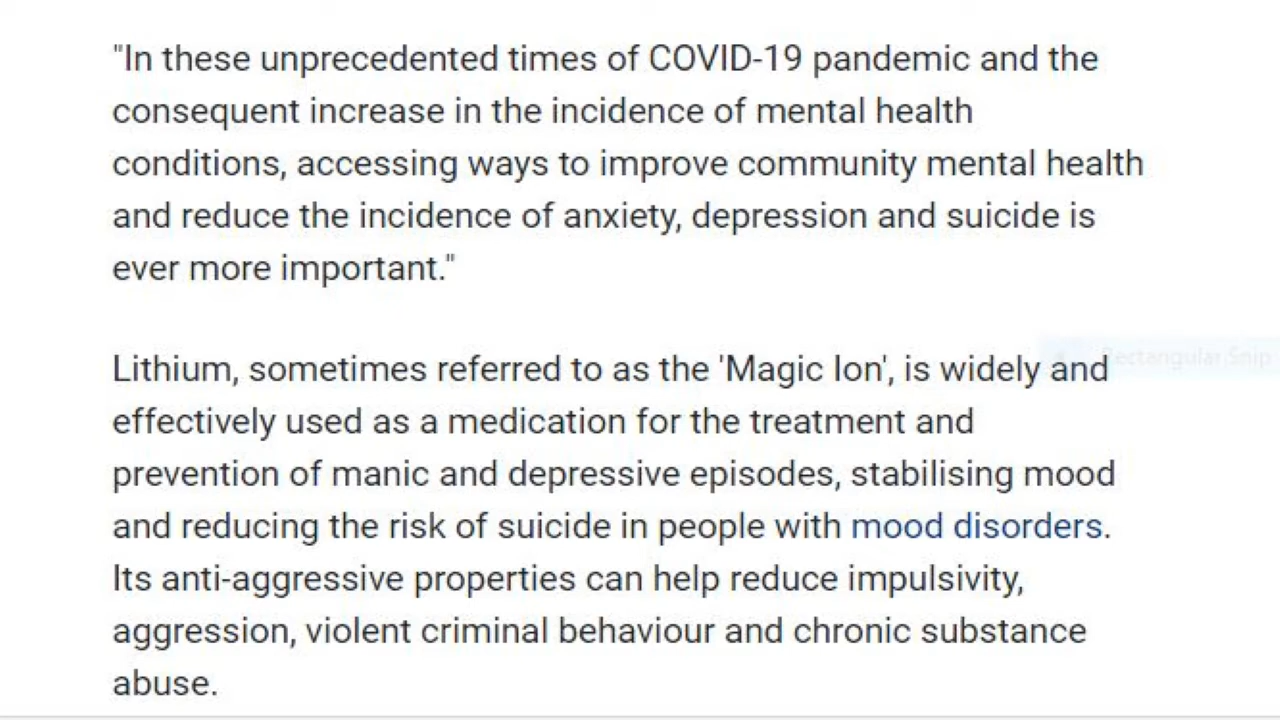 "In these unprecedented times of COVID-19 pandemic and the
consequent increase in the incidence of mental health
conditions, accessing ways to improve community mental health
and reduce the incidence of anxiety, depression and suicide is
ever more important."
Lithium, sometimes referred to as the 'Magic Ion', is widely and
Rectangular Snip
effectively used as a medication for the treatment and
prevention of manic and depressive episodes, stabilising mood
and reducing the risk of suicide in people with mood disorders.
Its anti-aggressive properties can help reduce impulsivity,
aggression, violent criminal behaviour and chronic substance
abuse.